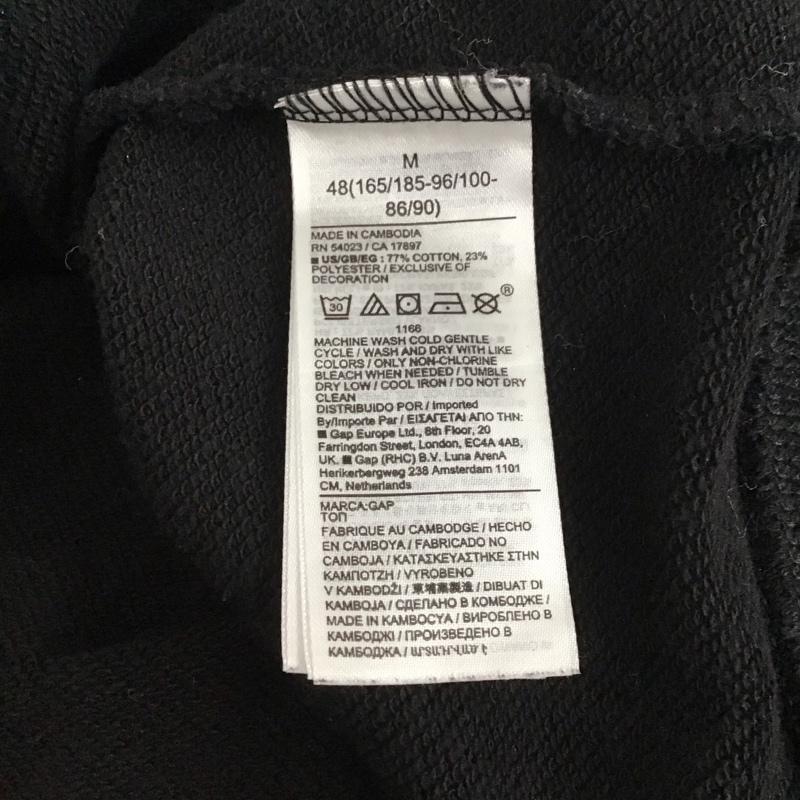 M
48(165/185-96/100-
86/90)
MADE IN CAMBODIA
RN 54023 / CA 17897
■ US/GB/EG : 77% COTTON, 23%
POLYESTER / EXCLUSIVE OF
DECORATION
30 ®
1166
MACHINE WASH COLD GENTLE
CYCLE / WASH AND DRY WITH LIKE
COLORS / ONLY NON-CHLORINE
BLEACH WHEN NEEDED / TUMBLE
DRY LOW / COOL IRON / DO NOT DRY
CLEAN
DISTRIBUIDO POR / Imported
By/Importe Par / ΕΙΣΑΓΕΤΑΙ ΑΠΟ ΤΗΝ:
■ Gap Europe Ltd., 8th Floor, 20
Farringdon Street, London, EC4A 4AB,
UK. ■ Gap (RHC) B.V. Luna ArenA
Herikerbergweg 238 Amsterdam 1101
CM, Netherlands
MARCA:GAP
ТОП
FABRIQUE AU CAMBODGE / HECHO
EN CAMBOYA / FABRICADO NO
CAMBOJA / ΚΑΤΑΣΚΕΥΑΣΤΗΚΕ ΣΤΗΝ
ΚΑΜΠΟΤΖΗ / VYROBENO
V KAMBODŽI / 柬埔寨製造 / DIBUAT DI
KAMBOJA / СДЕЛАНО В КОМБОДЖЕ /
MADE IN KAMBOCYA / ВИРОБЛЕНО В
КАМБОДЖІ / ПРОИЗВЕДЕНО В
КАМБОДЖА /